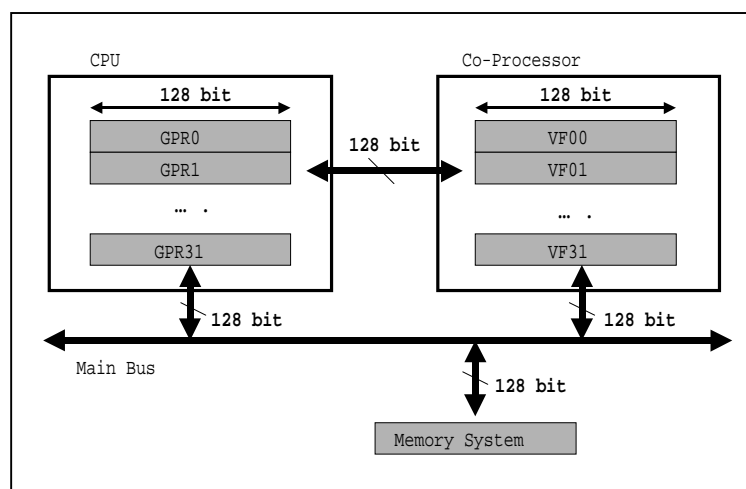 CPU
Co-Processor
128 bit
128 bit
GPR0
GPR1
… .
GPR31
128 bit
VF00
VF01
… .
VF31
128 bit
128 bit
Main Bus
128 bit
Memory System